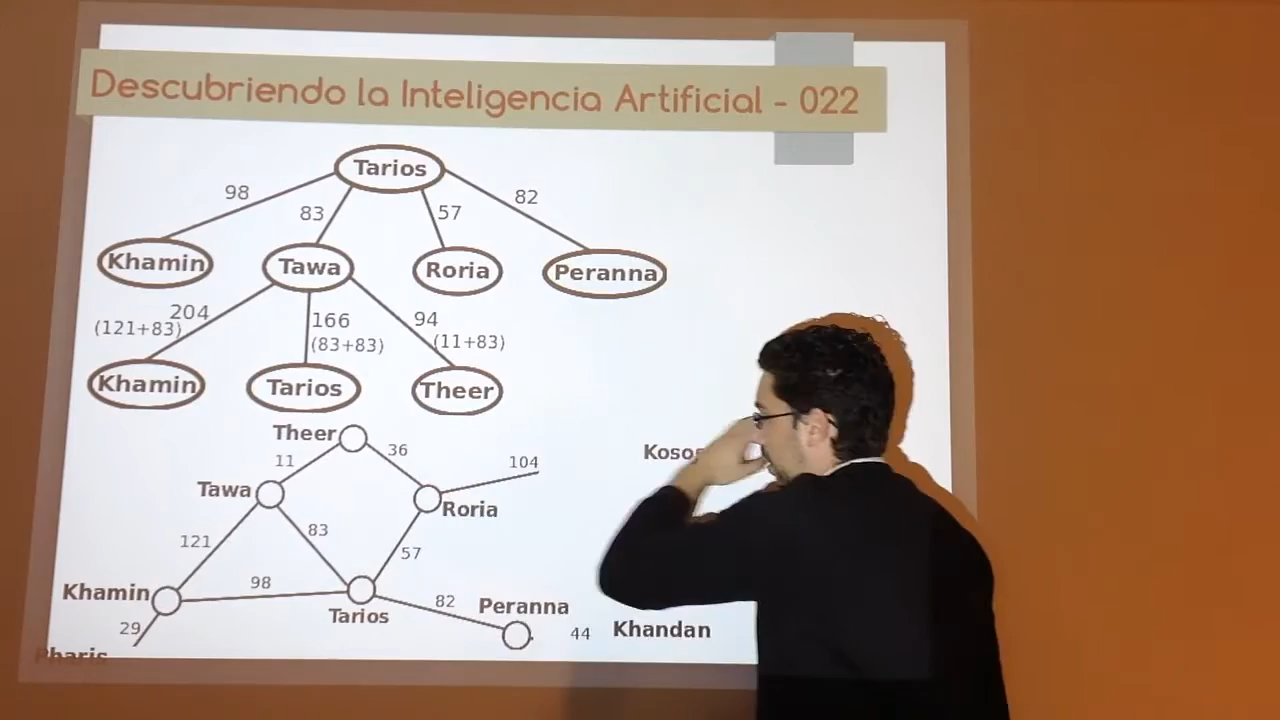 Descubriendo la Inteligencia Artificial - 022
Tarios
98
83
57
82
Khamin
Tawa
Roria
Peranna
204
(121+83)
166
(83+83)
94
(11+83)
Khamin
Tarios
Theer
Theer
11
36
104
Tawa
Roria
121
83
57
Khamin
98
Tarios
82
Peranna
44
Khandan
29
Pharis